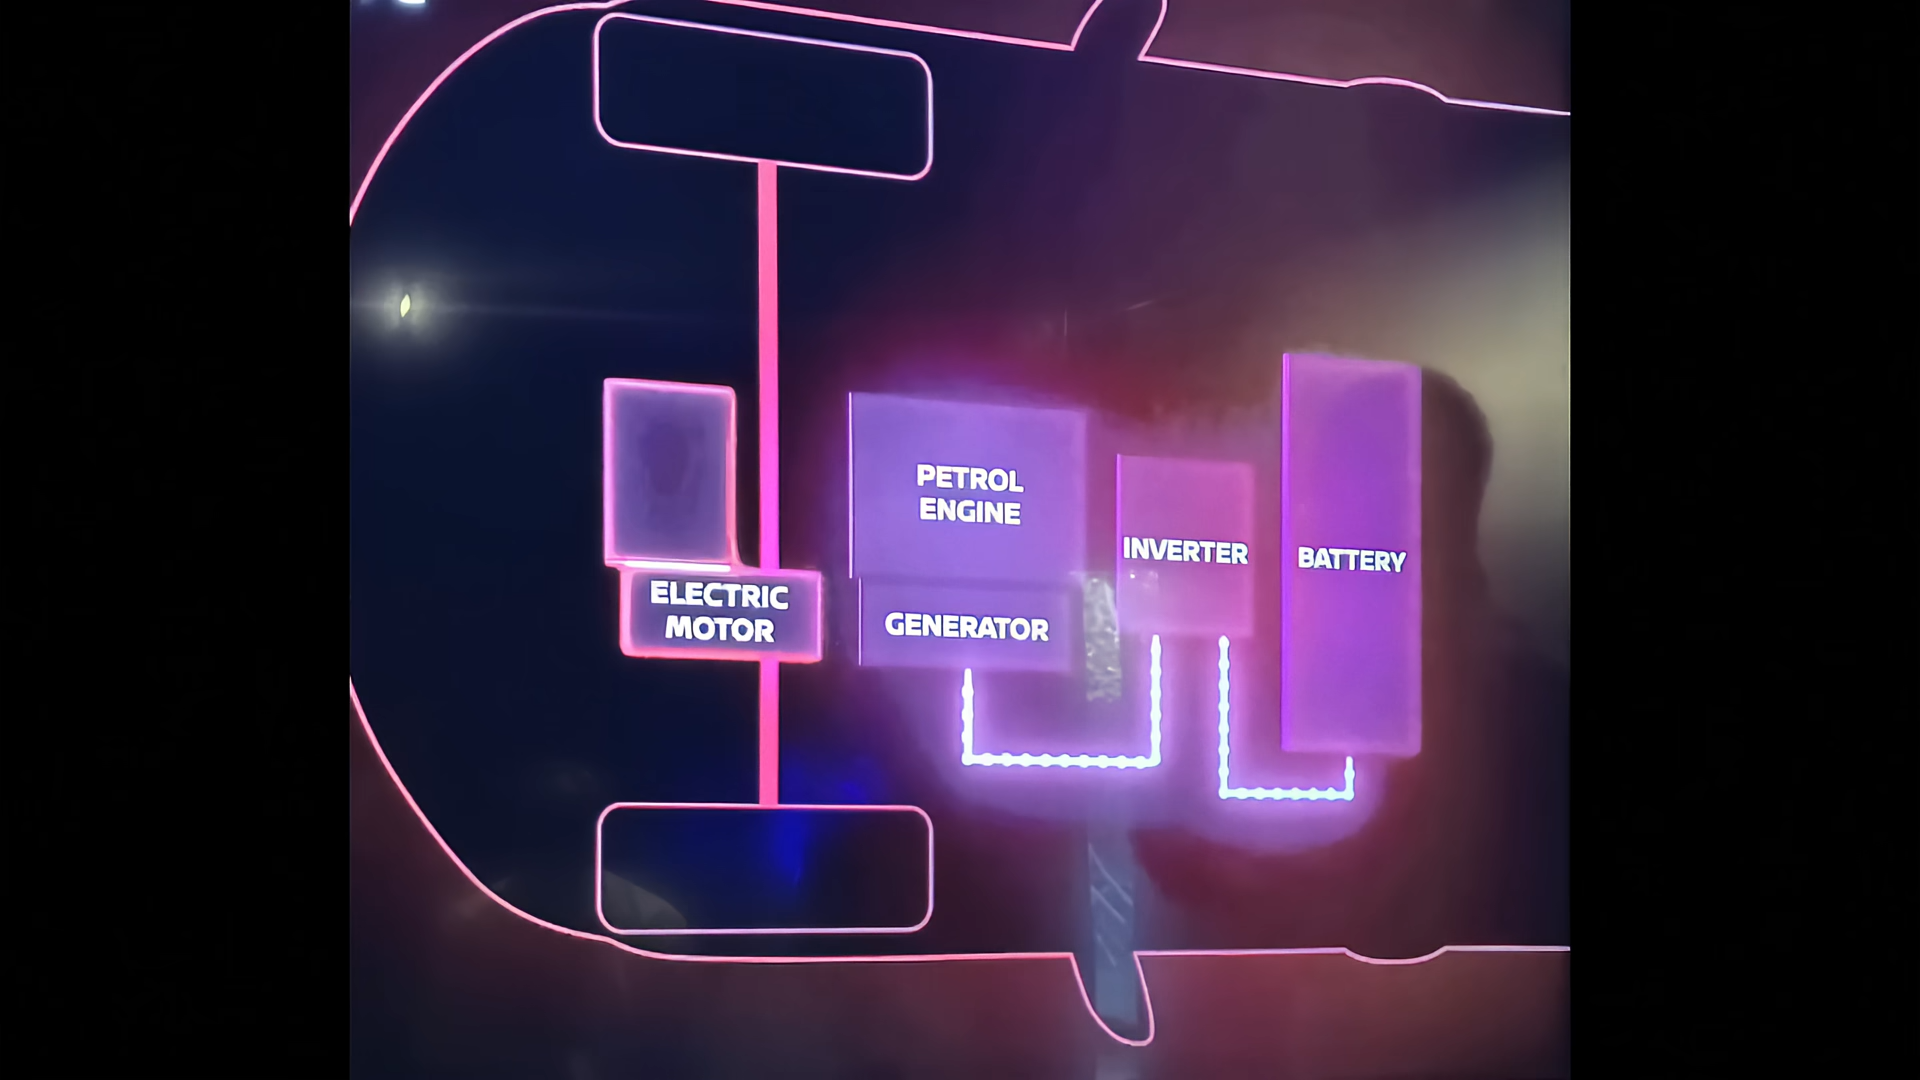 PETROL
ENGINE
INVERTER
BATTERY
ELECTRIC
MOTOR
GENERATOR